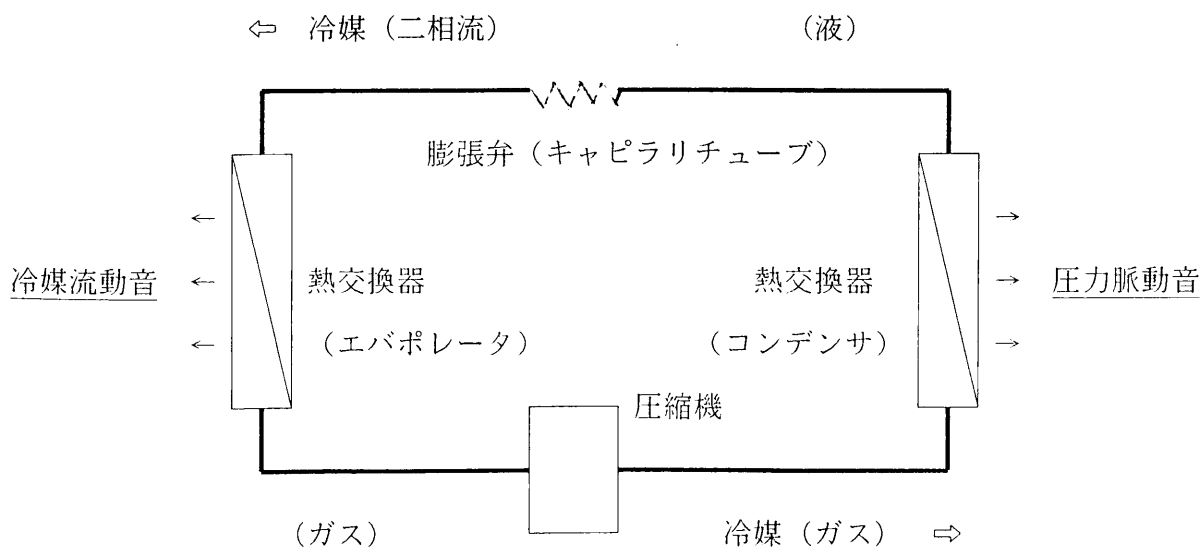 ⇦ 冷媒（二相流） （液）
膨張弁（キャピラリチューブ）
冷媒流動音 熱交換器 熱交換器 圧力脈動音
（エバポレータ） （コンデンサ）
圧縮機
（ガス） 冷媒（ガス） ⇨